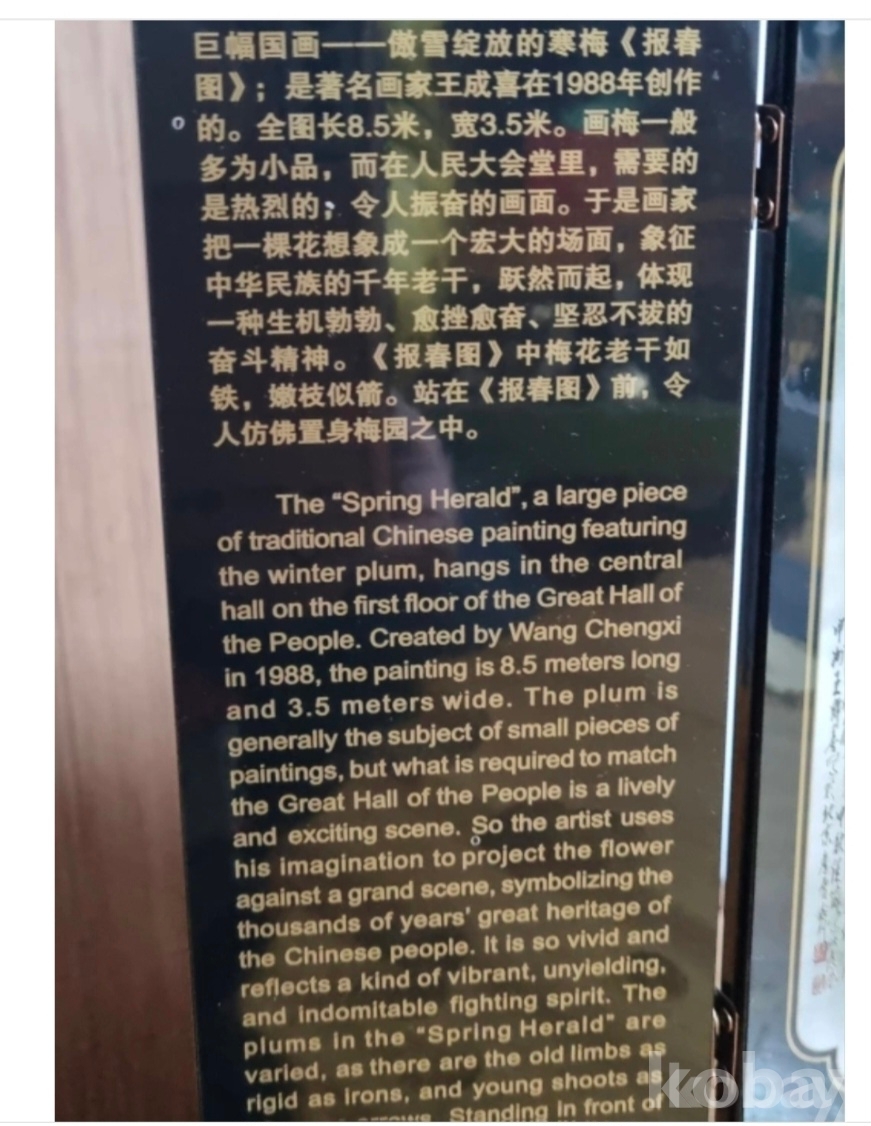 巨幅国画——傲雪绽放的寒梅《报春
图》；是著名画家王成喜在1988年创作
的。全图长8.5米，宽3.5米。画梅一般
多为小品，而在人民大会堂里，需要的
是热烈的；令人振奋的画面。于是画家
把一棵花想象成一个宏大的场面，象征
中华民族的千年老干，跃然而起，体现
一种生机勃勃、愈挫愈奋、坚忍不拔的
奋斗精神。《报春图》中梅花老干如
铁，嫩枝似箭。站在《报春图》前，令
人仿佛置身梅园之中。
The “Spring Herald”, a large piece
of traditional Chinese painting featuring
the winter plum, hangs in the central
hall on the first floor of the Great Hall of
the People. Created by Wang Chengxi
in 1988, the painting is 8.5 meters long
and 3.5 meters wide. The plum is
generally the subject of small pieces of
paintings, but what is required to match
the Great Hall of the People is a lively
and exciting scene. So the artist uses
his imagination to project the flower
against a grand scene, symbolizing the
thousands of years’ great heritage of
the Chinese people. It is so vivid and
reflects a kind of vibrant, unyielding,
and indomitable fighting spirit. The
plums in the “Spring Herald” are
varied, as there are the old limbs as
rigid as irons, and young shoots as
arrows. Standing in front of
kobay